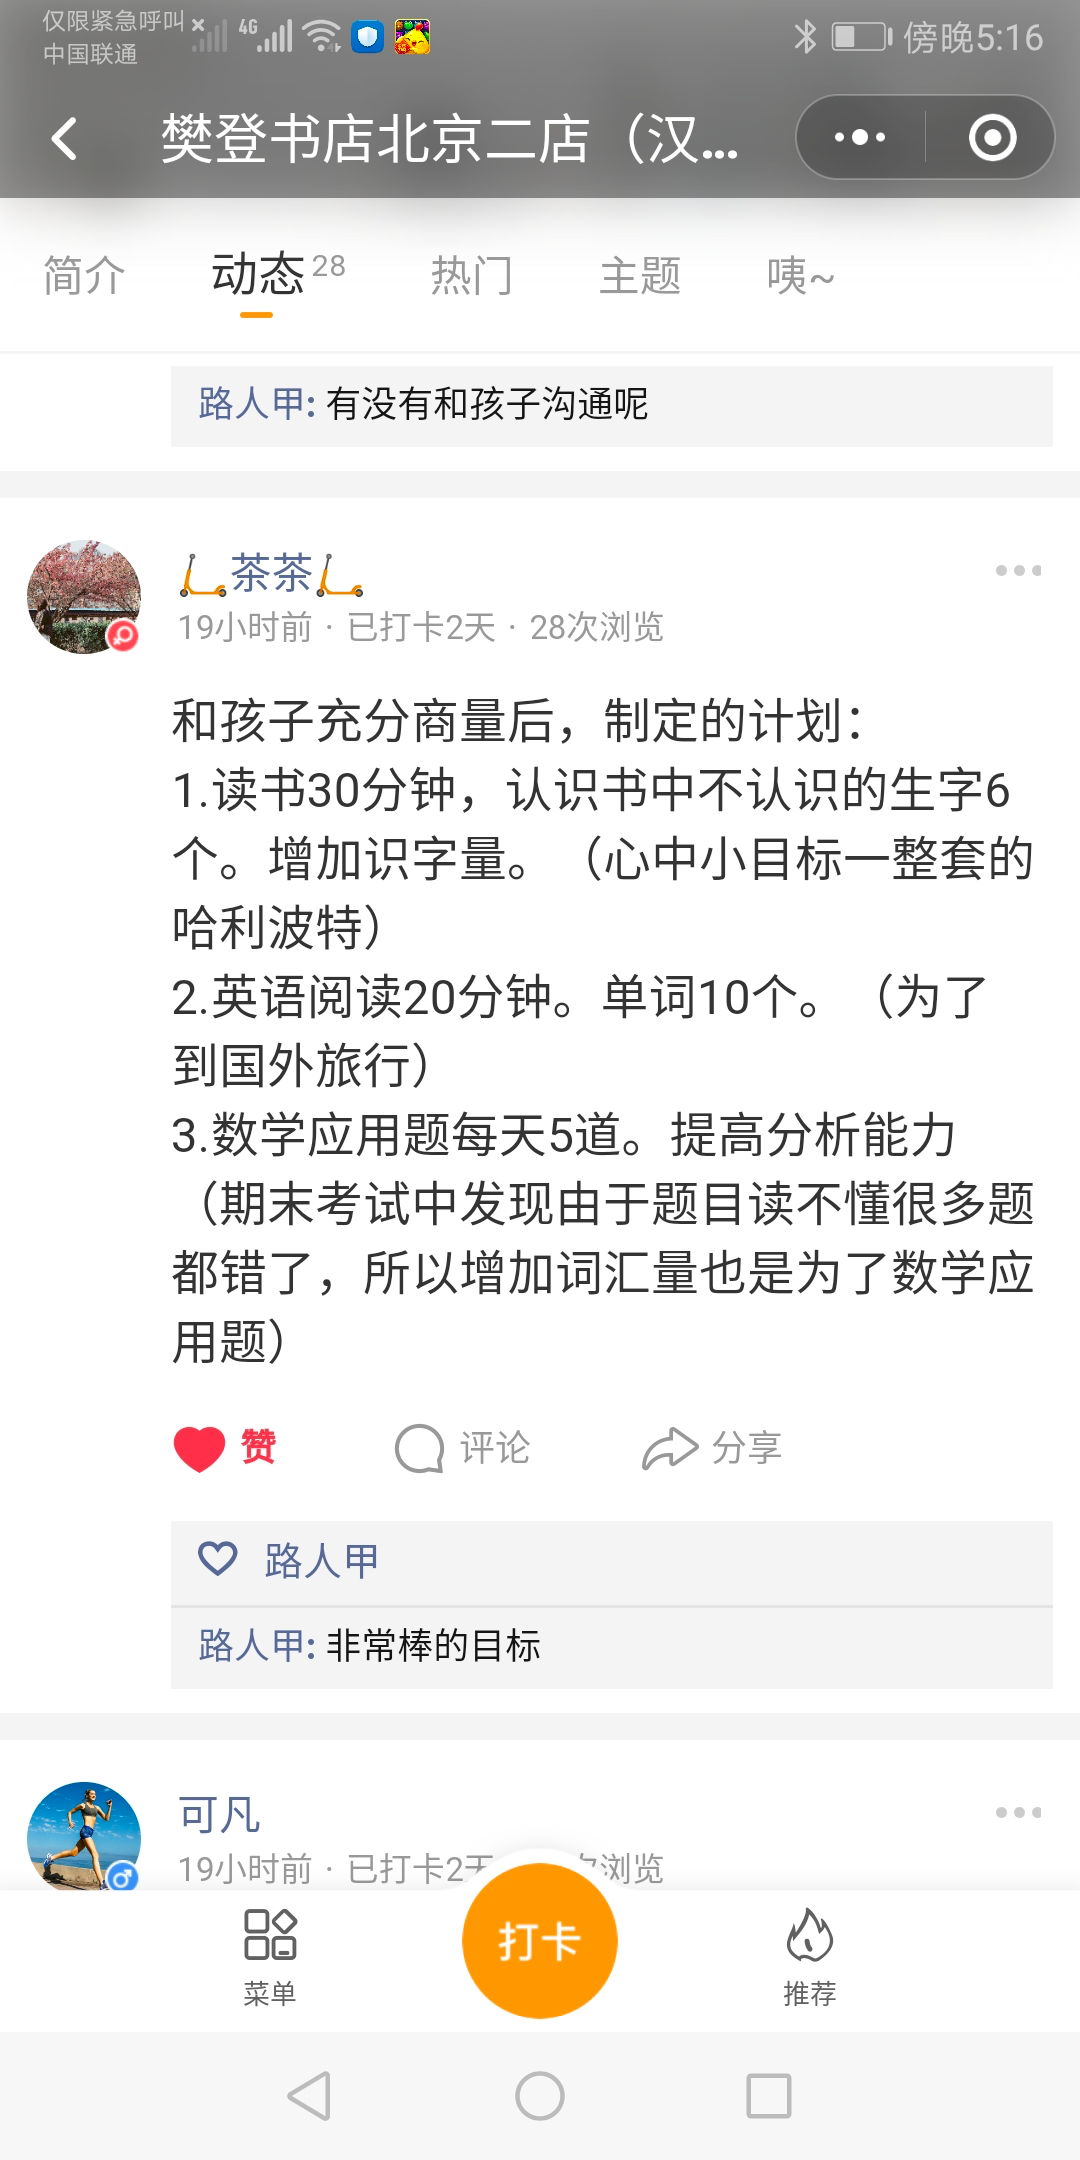 仅限紧急呼叫
中国联通
4G
傍晚5:16
樊登书店北京二店（汉...
简介 动态 28 热门 主题 咦~
路人甲: 有没有和孩子沟通呢
🛴茶茶🛴
19小时前 · 已打卡2天 · 28次浏览
和孩子充分商量后，制定的计划：
1.读书30分钟，认识书中不认识的生字6
个。增加识字量。（心中小目标一整套的
哈利波特）
2.英语阅读20分钟。单词10个。（为了
到国外旅行）
3.数学应用题每天5道。提高分析能力
（期末考试中发现由于题目读不懂很多题
都错了，所以增加词汇量也是为了数学应
用题）
赞 评论 分享
路人甲
路人甲: 非常棒的目标
可凡
19小时前 · 已打卡2天 次浏览
菜单 打卡 推荐